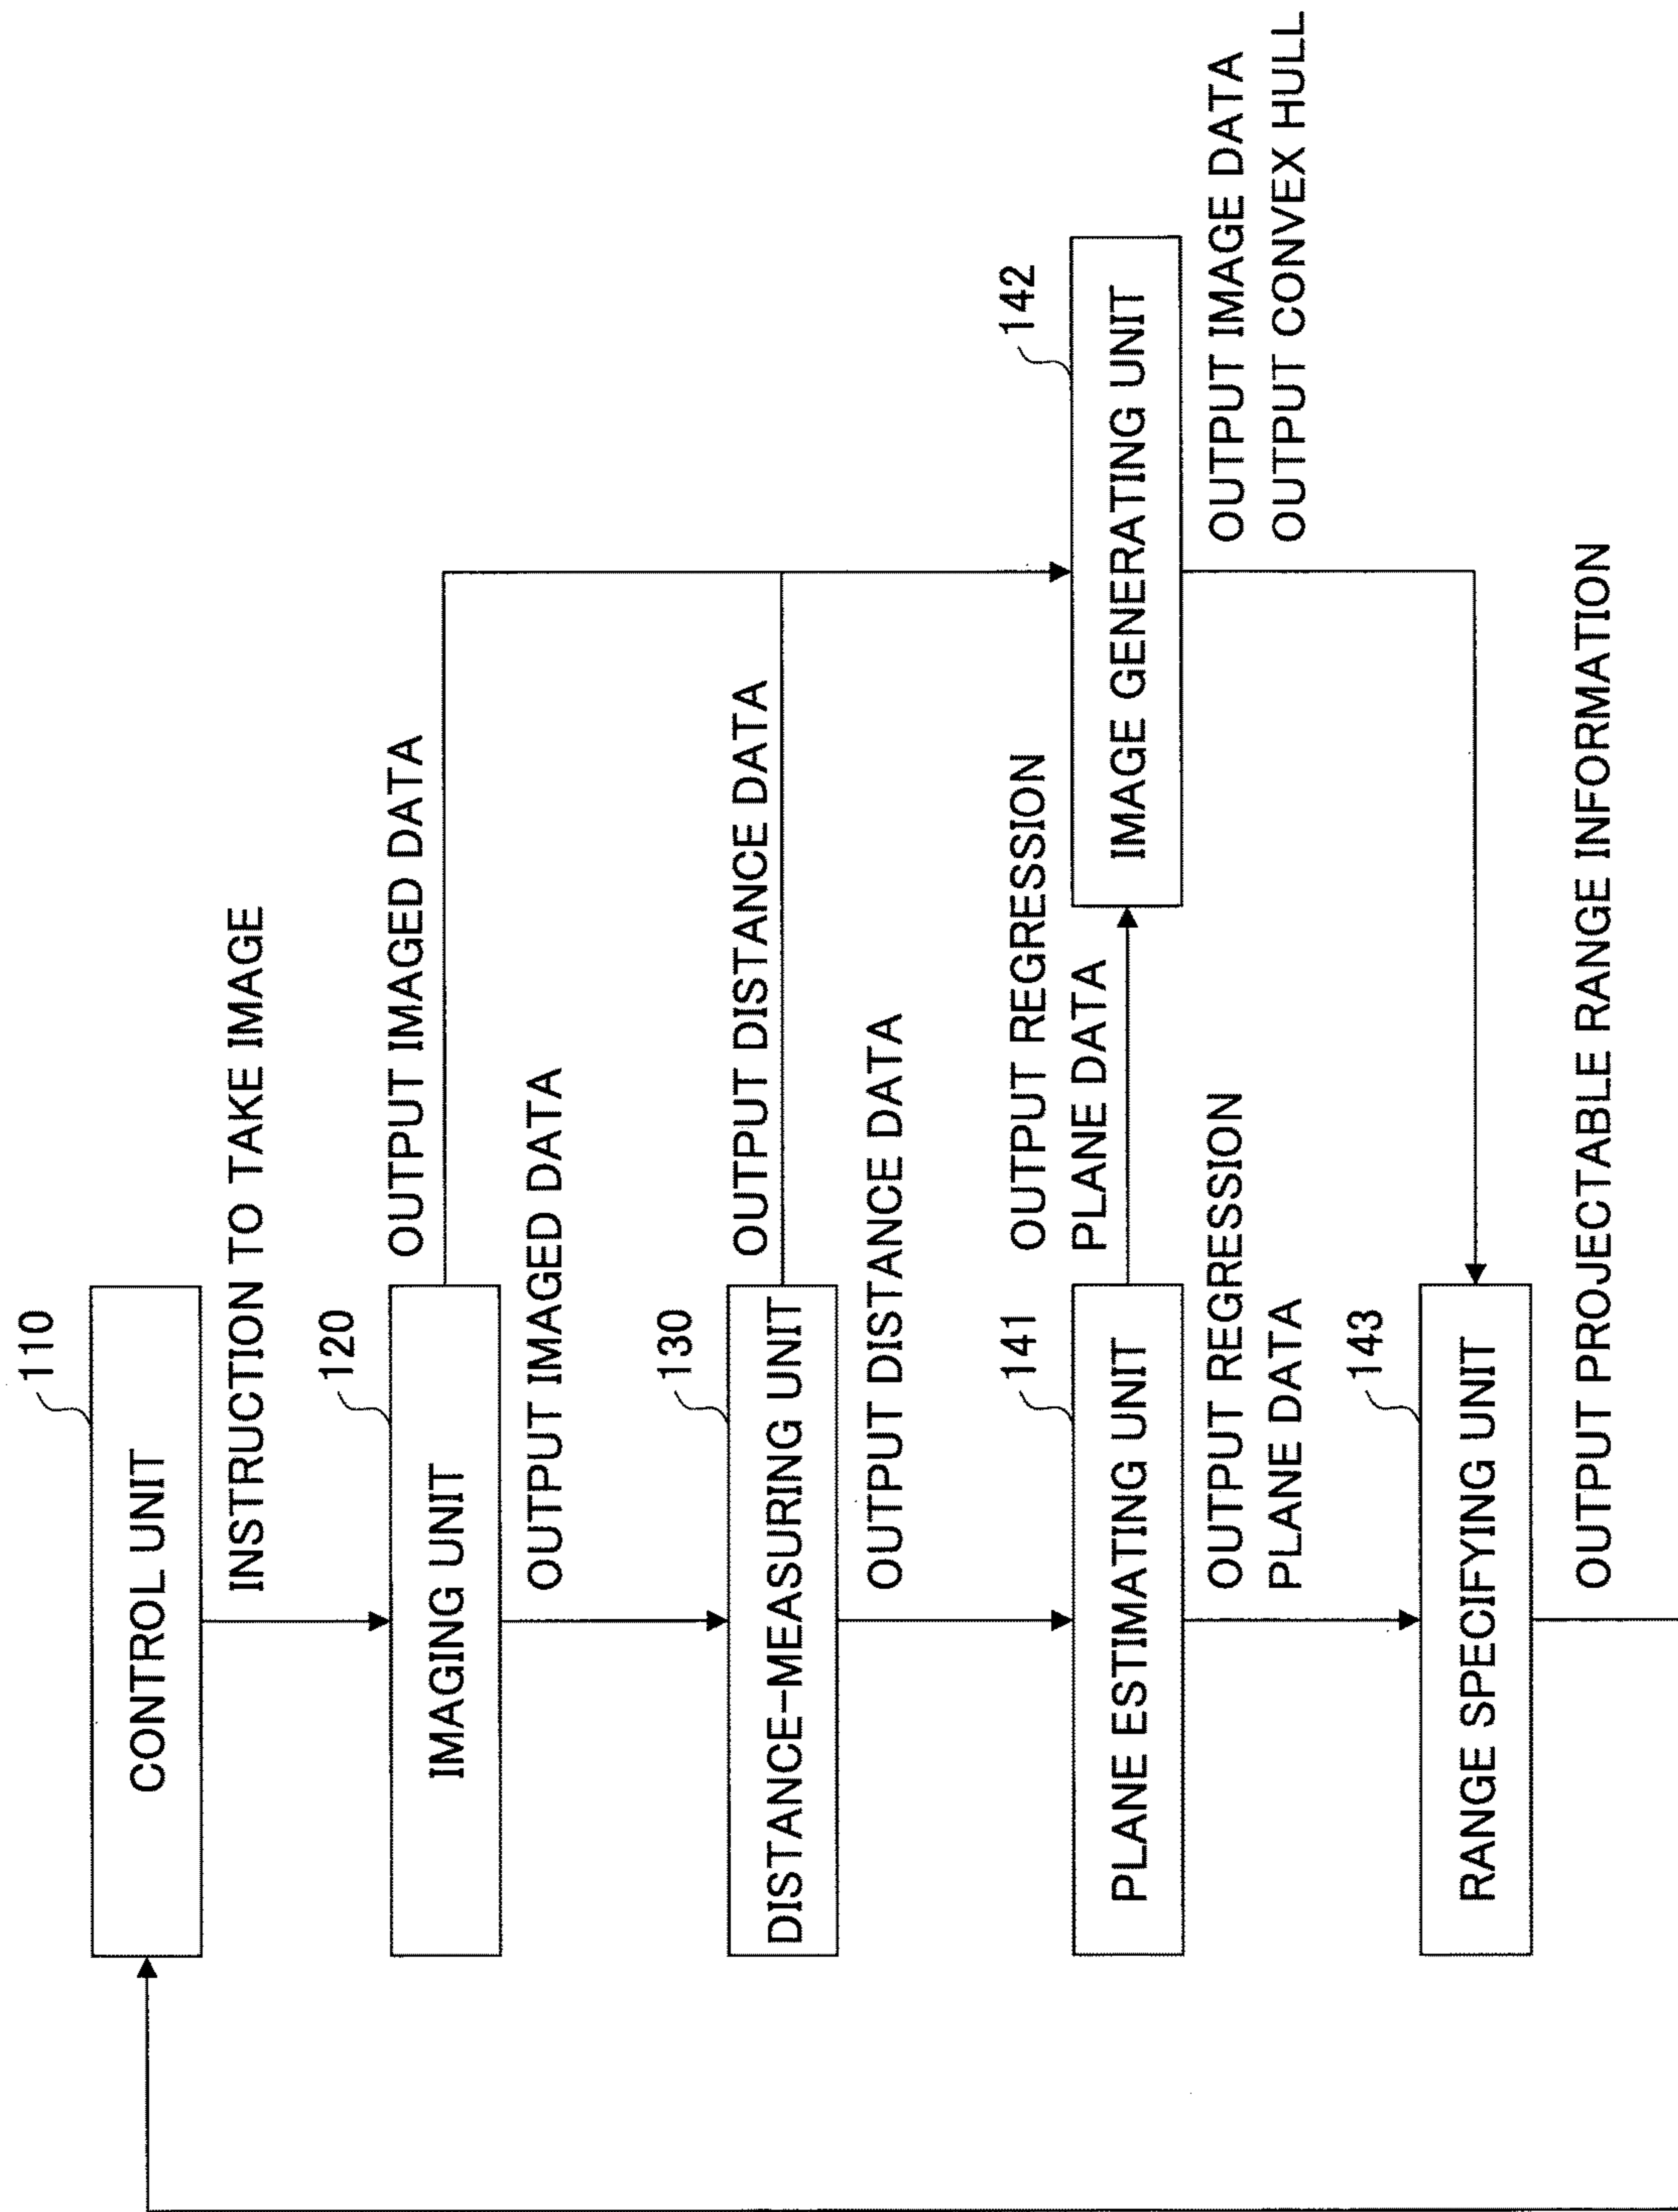 110
CONTROL UNIT
INSTRUCTION TO TAKE IMAGE
120
IMAGING UNIT
OUTPUT IMAGED DATA
OUTPUT IMAGED DATA
130
DISTANCE-MEASURING UNIT
OUTPUT DISTANCE DATA
OUTPUT DISTANCE DATA
141
PLANE ESTIMATING UNIT
OUTPUT REGRESSION
PLANE DATA
142
IMAGE GENERATING UNIT
OUTPUT REGRESSION
PLANE DATA
OUTPUT IMAGE DATA
OUTPUT CONVEX HULL
143
RANGE SPECIFYING UNIT
OUTPUT PROJECTABLE RANGE INFORMATION